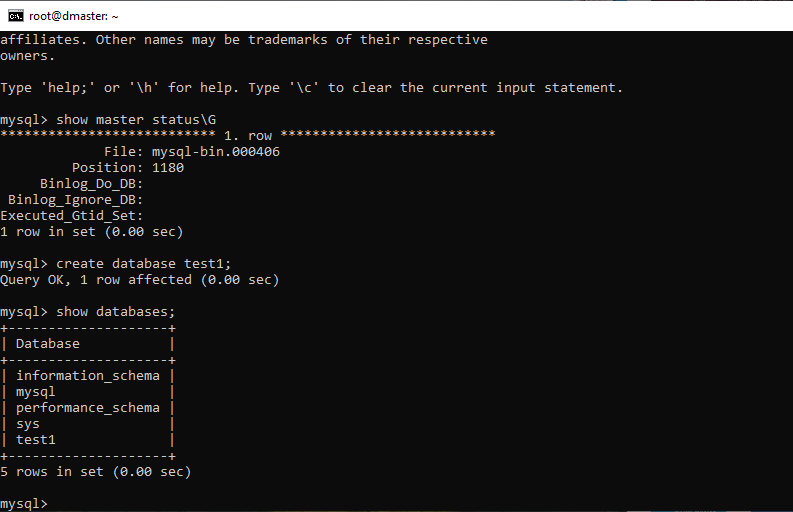 root@dmaster: ~
affiliates. Other names may be trademarks of their respective
owners.
Type 'help;' or '\h' for help. Type '\c' to clear the current input statement.
mysql> show master status\G
*************************** 1. row ***************************
             File: mysql-bin.000406
         Position: 1180
     Binlog_Do_DB:
 Binlog_Ignore_DB:
Executed_Gtid_Set:
1 row in set (0.00 sec)
mysql> create database test1;
Query OK, 1 row affected (0.00 sec)
mysql> show databases;
+--------------------+
| Database           |
+--------------------+
| information_schema |
| mysql              |
| performance_schema |
| sys                |
| test1              |
+--------------------+
5 rows in set (0.00 sec)
mysql>